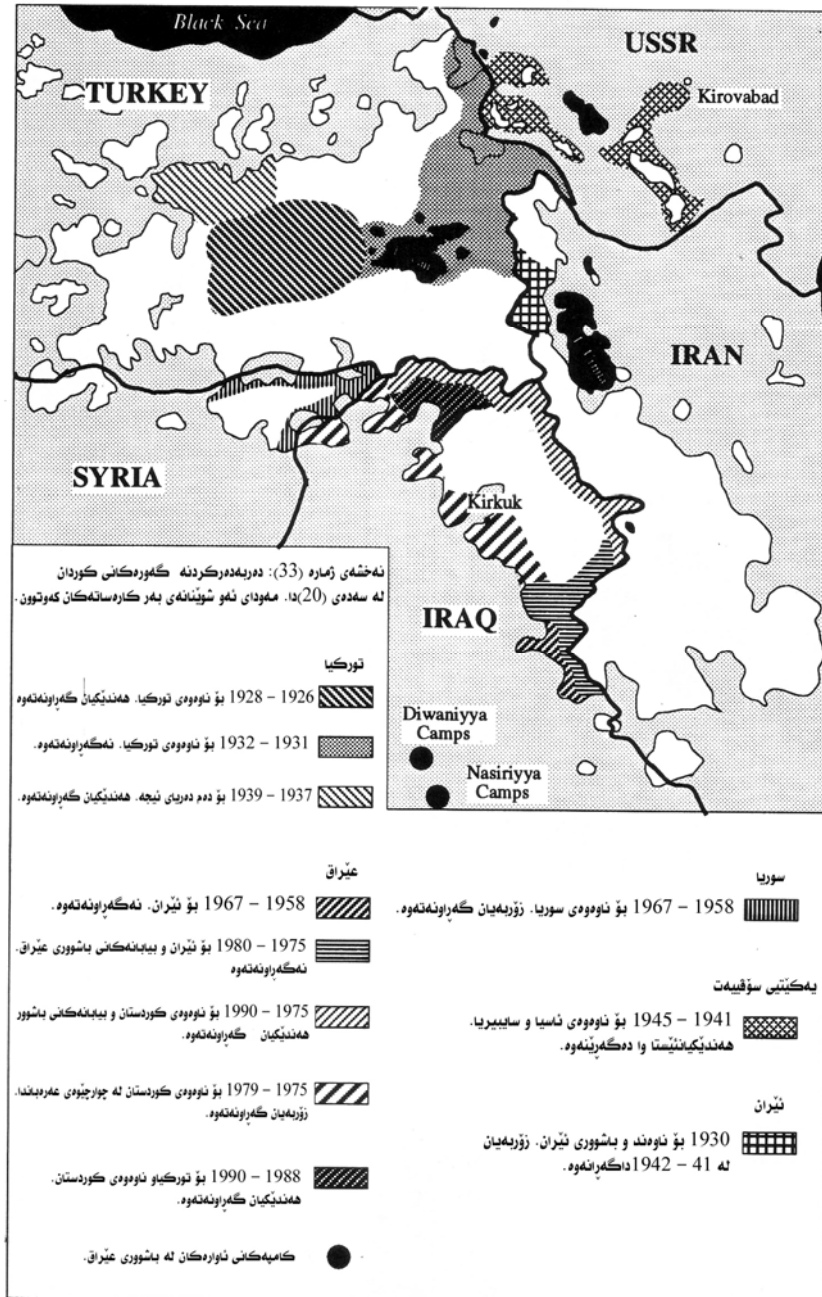 Black Sea
USSR
TURKEY
Kirovabad
IRAN
SYRIA
Kirkuk
IRAQ
Diwaniyya
Camps
Nasiriyya
Camps
نەخشەی ژمارە (33): دەربەدەرکردنە گەورەکانی کوردان
لە سەدەی (20)دا. مەودای ئەو شوێنانەی بەر کارەساتەکان کەوتوون.
تورکیا
1926 – 1928 بۆ ناوەوەی تورکیا. هەندێکیان گەڕاونەتەوە
1931 – 1932 بۆ ناوەوەی تورکیا. نەگەڕاونەتەوە.
1937 – 1939 بۆ دەم دەریای ئیجە. هەندێکیان گەڕاونەتەوە.
عێراق
1958 – 1967 بۆ ئێران. نەگەڕاونەتەوە.
1975 – 1980 بۆ ئێران و بیابانەکانی باشووری عێراق.
نەگەڕاونەتەوە
1975 – 1990 بۆ ناوەوەی کوردستان و بیابانەکانی باشوور
هەندێکیان گەڕاونەتەوە.
1975 – 1979 بۆ ناوەوەی کوردستان لە چوارچێوەی عەرەباندا.
زۆربەیان گەڕاونەتەوە.
1988 – 1990 بۆ تورکیاو ناوەوەی کوردستان.
هەندێکیان گەڕاونەتەوە.
کامپەکانی ئاوارەکان لە باشووری عێراق.
سوریا
1958 – 1967 بۆ ناوەوەی سوریا. زۆربەیان گەڕاونەتەوە.
یەکێتیی سۆڤییەت
1941 – 1945 بۆ ناوەوەی ئاسیا و سایبیریا.
هەندێکیانئێستا وا دەگەڕێنەوە.
ئێران
1930 بۆ ناوەند و باشووری ئێران. زۆربەیان
لە 41 – 1942داگەڕانەوە.